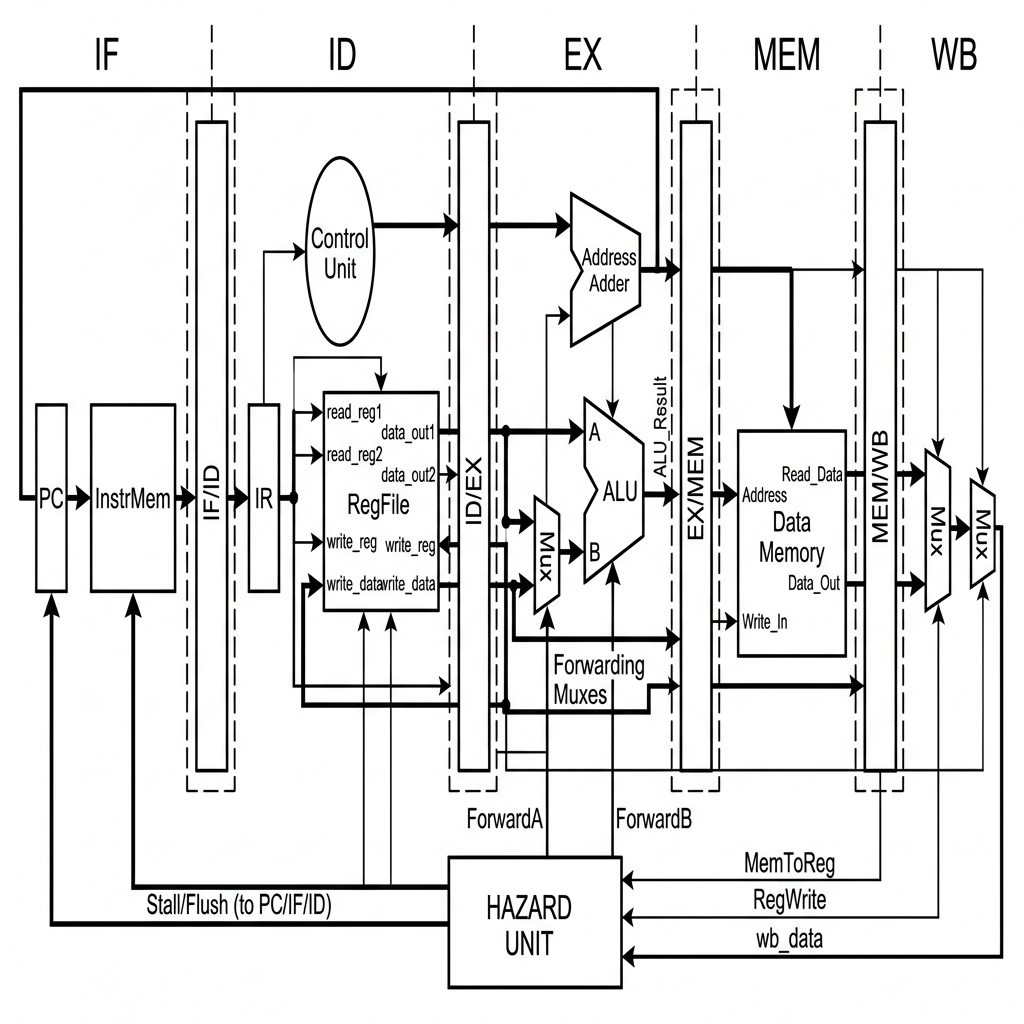 IF
ID
EX
MEM
WB
Control
Unit
Address
Adder
PC
InstrMem
IF/ID
IR
read_reg1
data_out1
read_reg2
data_out2
RegFile
write_reg
write_reg
write_data
write_data
ID/EX
Mux
A
ALU
B
ALU_Result
EX/MEM
Read_Data
Address
Data
Memory
Data_Out
Write_In
MEM/WB
Mux
Mux
Forwarding
Muxes
ForwardA
ForwardB
MemToReg
RegWrite
wb_data
Stall/Flush (to PC/IF/ID)
HAZARD
UNIT